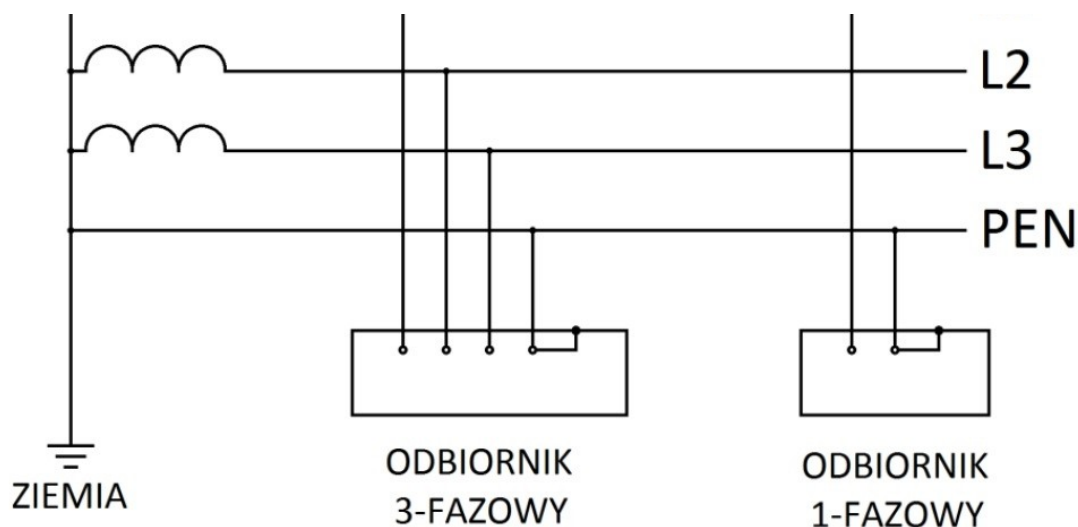 L2
L3
PEN
ZIEMIA
ODBIORNIK
3-FAZOWY
ODBIORNIK
1-FAZOWY